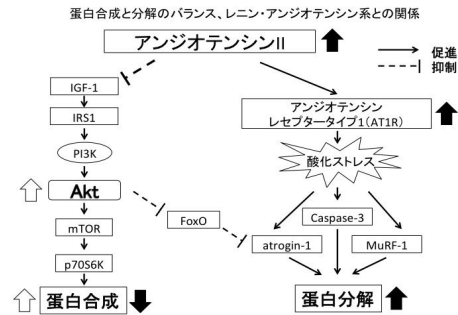 蛋白合成と分解のバランス、レニン・アンジオテンシン系との関係
アンジオテンシンII
促進
抑制
IGF-1
IRS1
PI3K
Akt
mTOR
p70S6K
蛋白合成
FoxO
アンジオテンシン
レセプタータイプ1(AT1R)
酸化ストレス
Caspase-3
atrogin-1
MuRF-1
蛋白分解